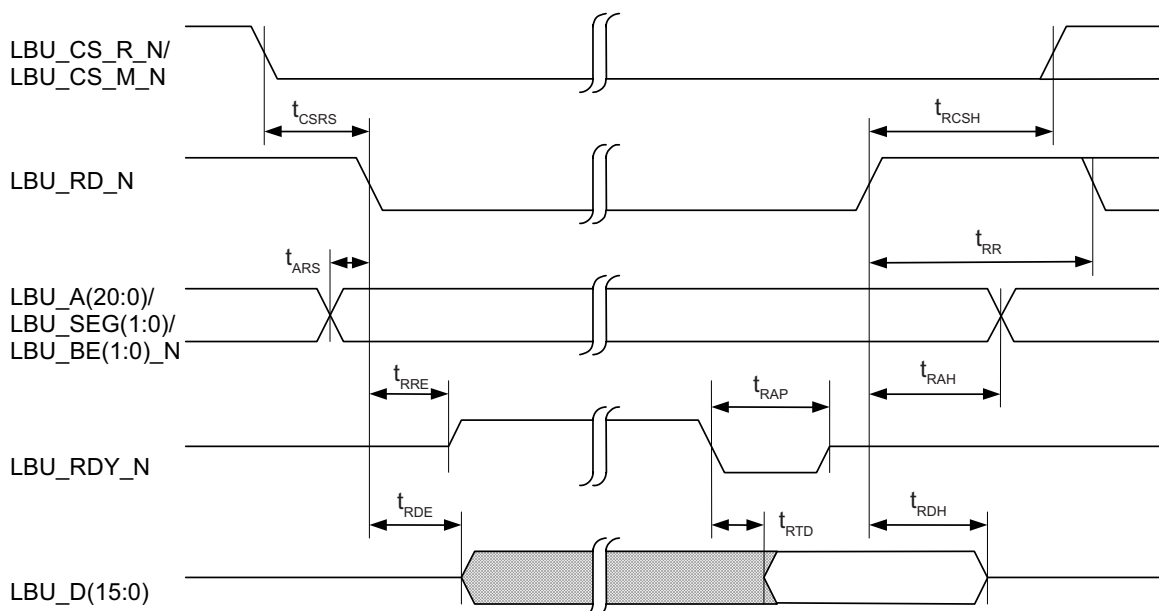 LBU_CS_R_N/
LBU_CS_M_N
tCSRS
tRCSH
LBU_RD_N
tARS
tRR
LBU_A(20:0)/
LBU_SEG(1:0)/
LBU_BE(1:0)_N
tRRE
tRAP
tRAH
LBU_RDY_N
tRDE
tRTD
tRDH
LBU_D(15:0)